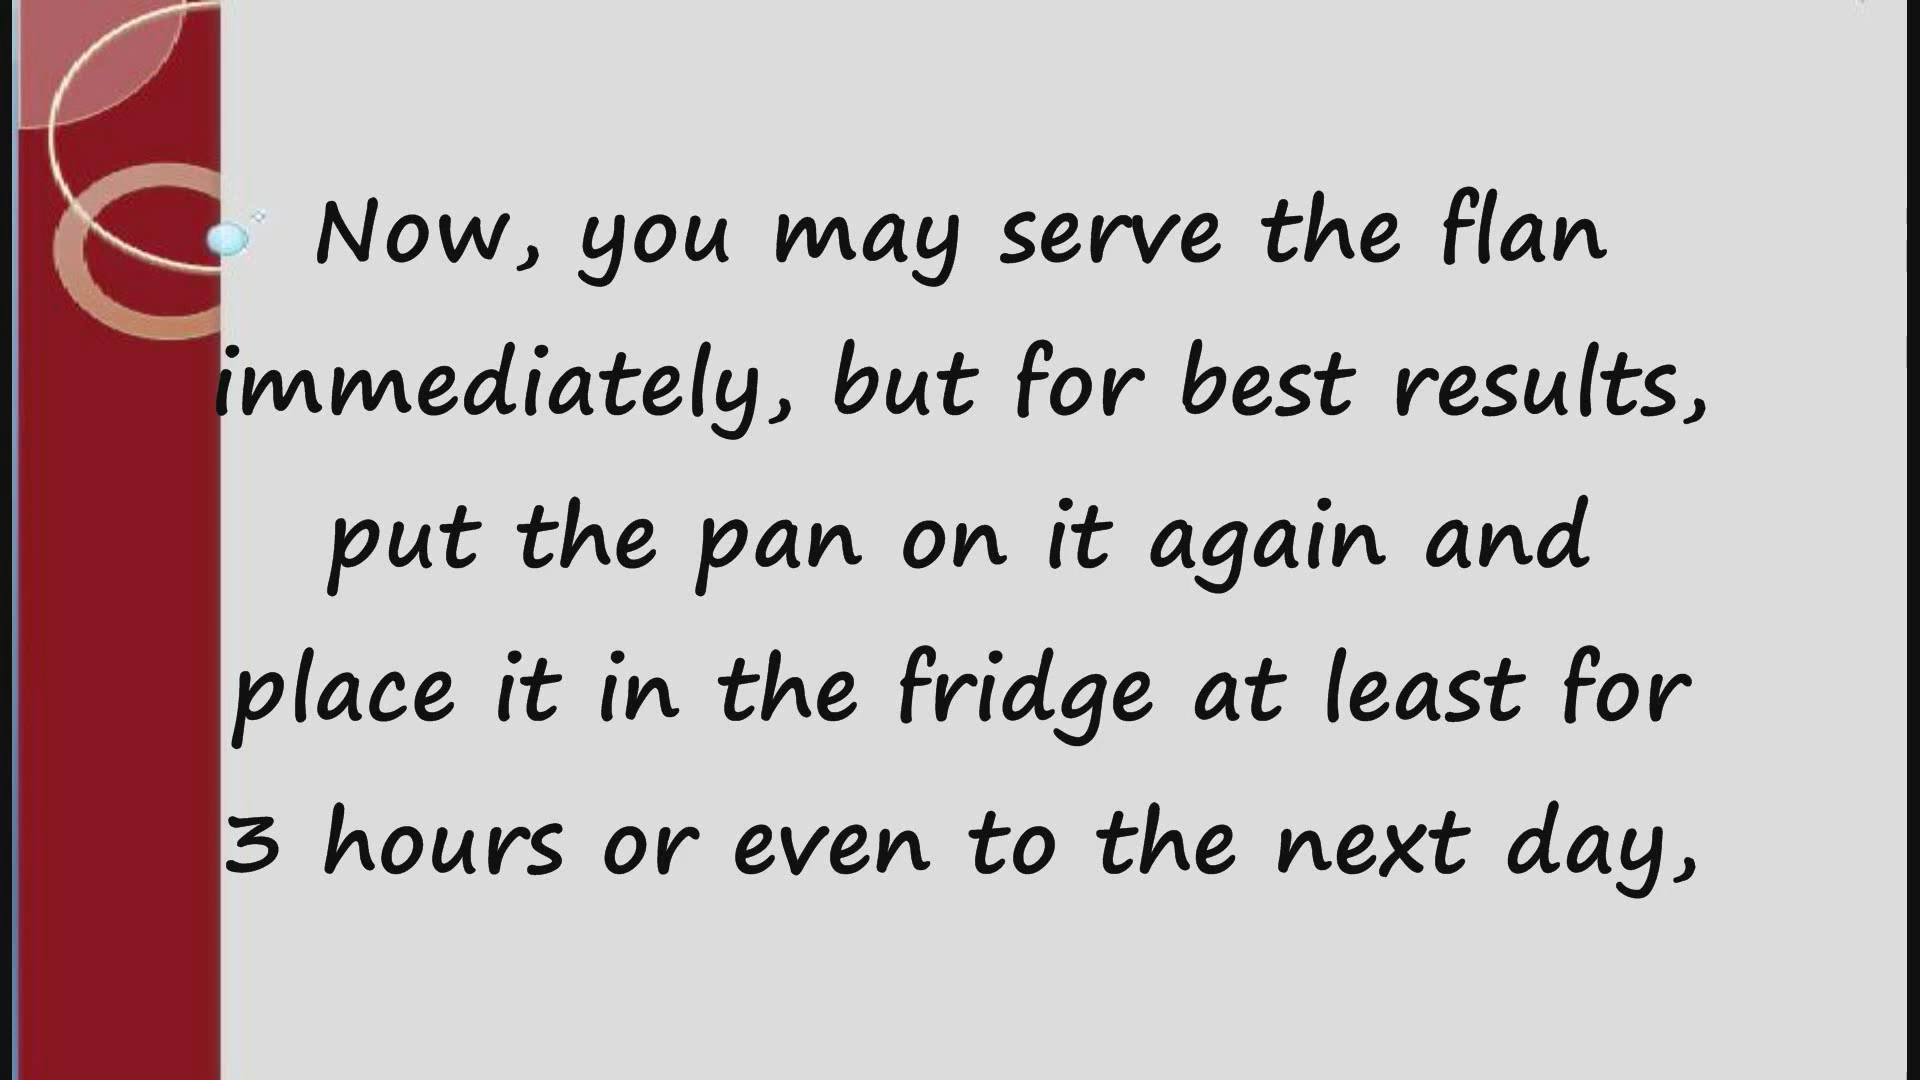 Now, you may serve the flan
immediately, but for best results,
put the pan on it again and
place it in the fridge at least for
3 hours or even to the next day,